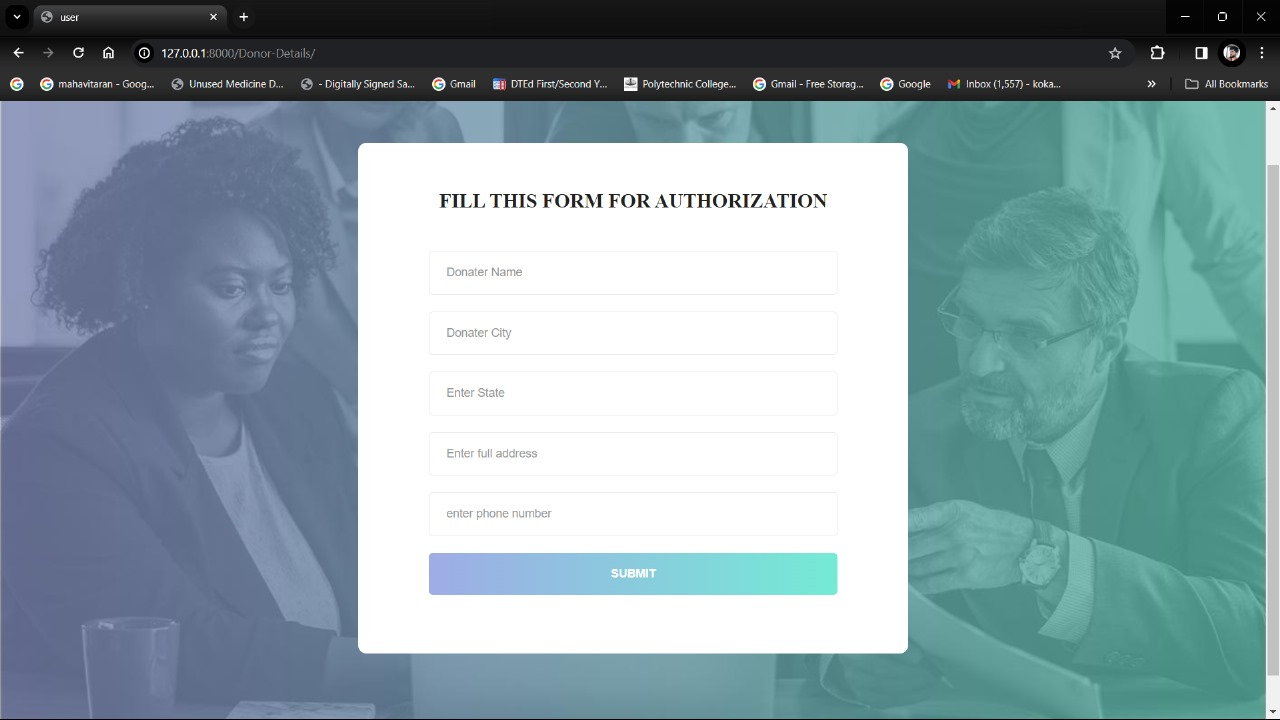 user
127.0.0.1:8000/Donor-Details/
mahavitaran - Goog...
Unused Medicine D...
- Digitally Signed Sa...
Gmail
DTEd First/Second Y...
Polytechnic College...
Gmail - Free Storag...
Google
Inbox (1,557) - koka...
»
All Bookmarks
FILL THIS FORM FOR AUTHORIZATION
Donater Name
Donater City
Enter State
Enter full address
enter phone number
SUBMIT